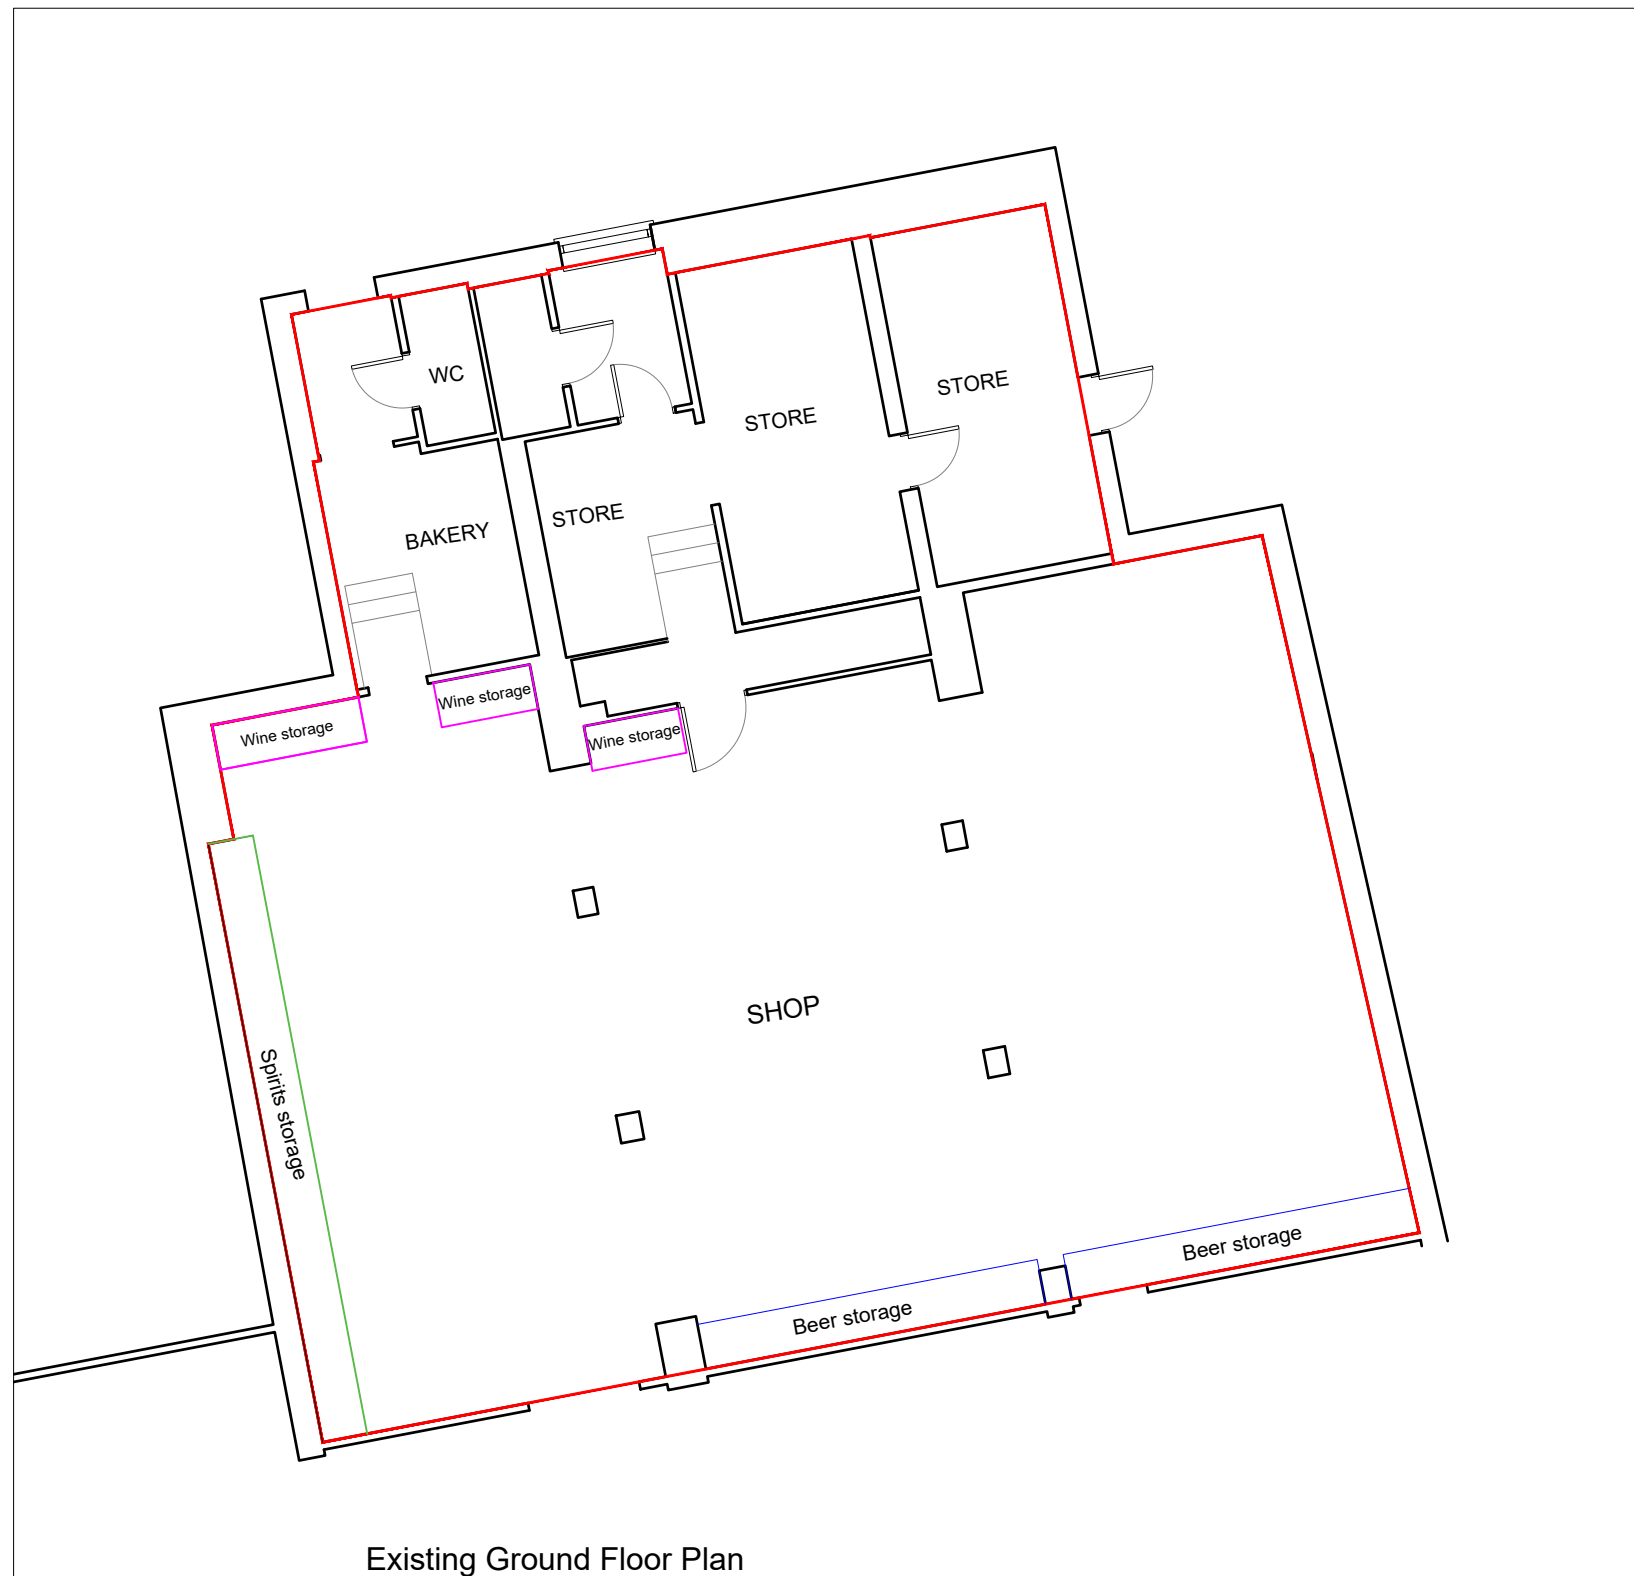 WC
STORE
STORE
STORE
BAKERY
Wine storage
Wine storage
Wine storage
SHOP
Spirits storage
Beer storage
Beer storage
Existing Ground Floor Plan